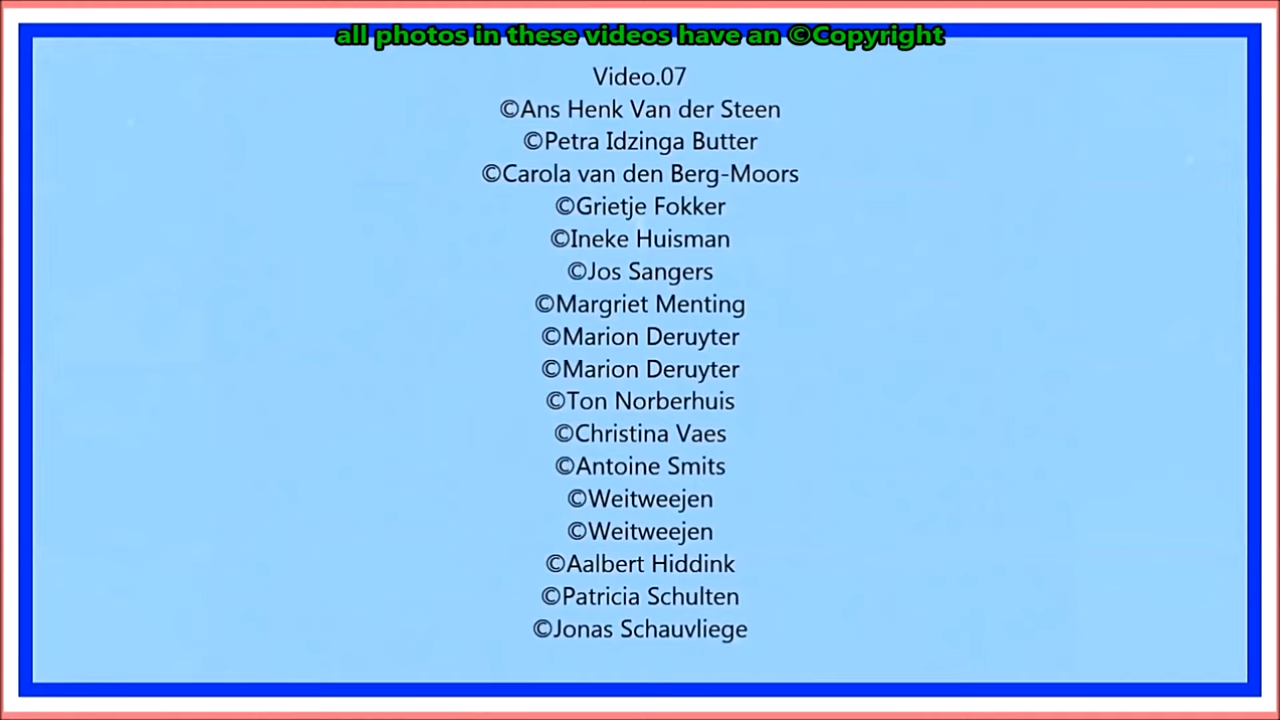 all photos in these videos have an ©Copyright
Video.07
©Ans Henk Van der Steen
©Petra Idzinga Butter
©Carola van den Berg-Moors
©Grietje Fokker
©Ineke Huisman
©Jos Sangers
©Margriet Menting
©Marion Deruyter
©Marion Deruyter
©Ton Norberhuis
©Christina Vaes
©Antoine Smits
©Weitweejen
©Weitweejen
©Aalbert Hiddink
©Patricia Schulten
©Jonas Schauvliege